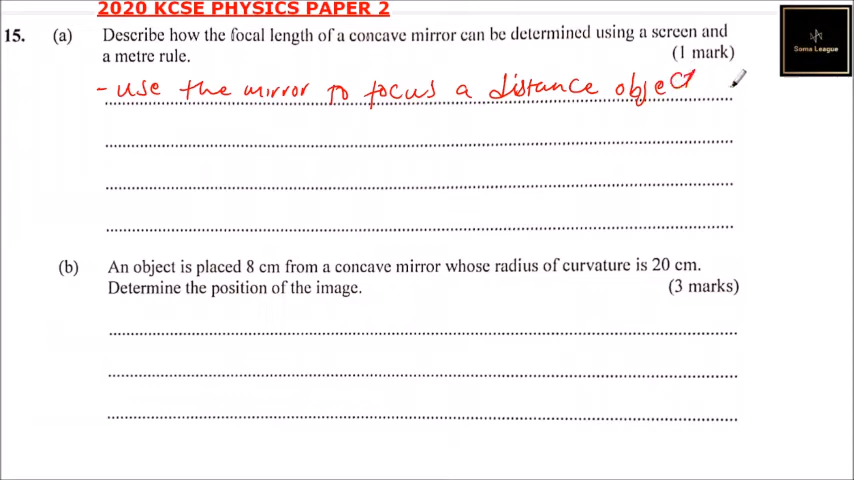 2020 KCSE PHYSICS PAPER 2
15. (a) Describe how the focal length of a concave mirror can be determined using a screen and
a metre rule. (1 mark)
Soma League
- use the mirror to focus a distance object
(b) An object is placed 8 cm from a concave mirror whose radius of curvature is 20 cm.
Determine the position of the image. (3 marks)